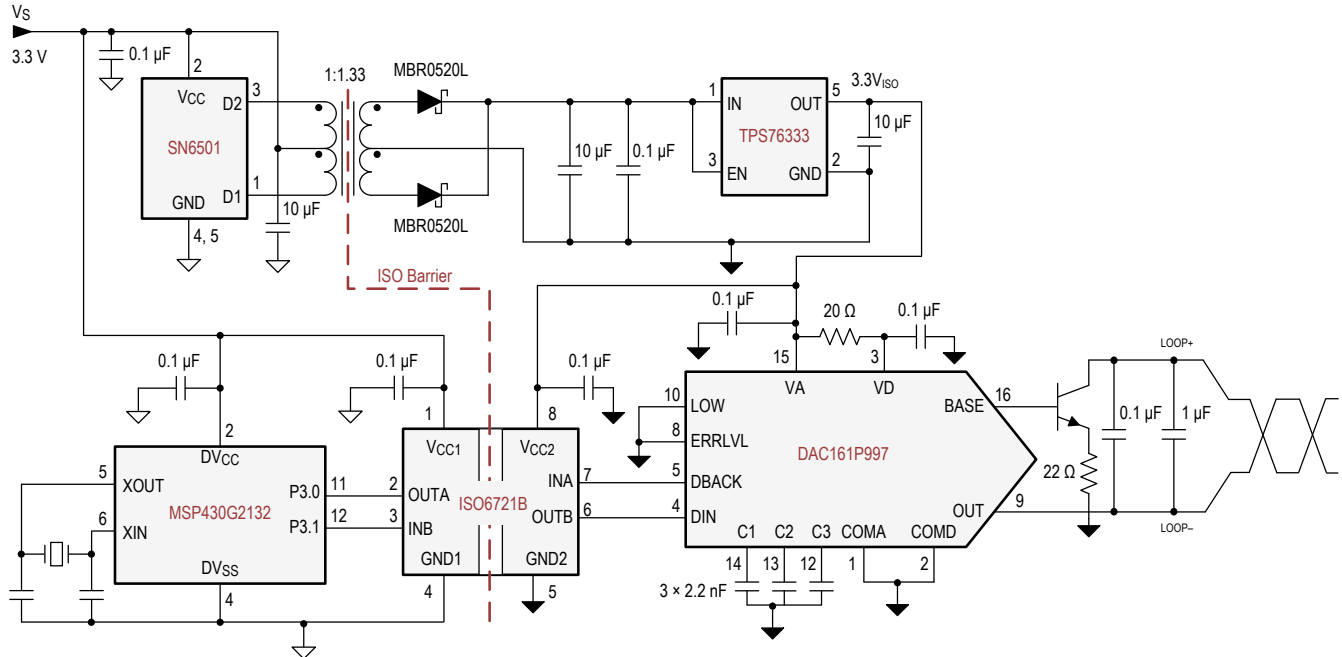 VS
3.3 V
0.1 µF
2
VCC
D2
3
SN6501
D1
1
GND
4, 5
10 µF
1:1.33
MBR0520L
MBR0520L
10 µF
0.1 µF
1
IN
OUT
5
3.3VISO
TPS76333
10 µF
3
EN
GND
2
ISO Barrier
0.1 µF
20 Ω
0.1 µF
0.1 µF
0.1 µF
0.1 µF
15
3
VA
VD
10
LOW
8
ERRLVL
5
DBACK
4
DIN
DAC161P997
BASE
16
OUT
9
C1
C2
C3
COMA
COMD
14
13
12
1
2
3 × 2.2 nF
22 Ω
0.1 µF
1 µF
LOOP+
LOOP–
2
DVCC
5
XOUT
6
XIN
MSP430G2132
P3.0
11
P3.1
12
DVSS
4
1
8
VCC1
VCC2
2
OUTA
3
INB
ISO6721B
INA
7
OUTB
6
GND1
GND2
4
5